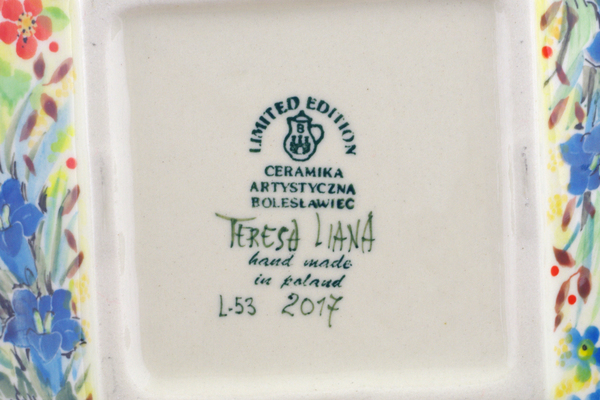 LIMITED EDITION
B
CERAMIKA
ARTYSTYCZNA
BOLESŁAWIEC
TERESA LIANA
hand made
in poland
L-53 2017